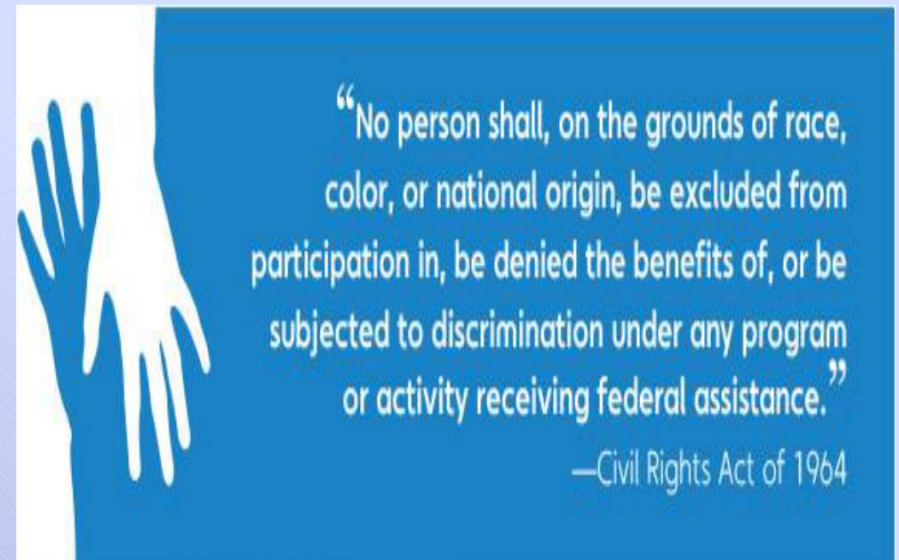 “No person shall, on the grounds of race,
color, or national origin, be excluded from
participation in, be denied the benefits of, or be
subjected to discrimination under any program
or activity receiving federal assistance.”
—Civil Rights Act of 1964